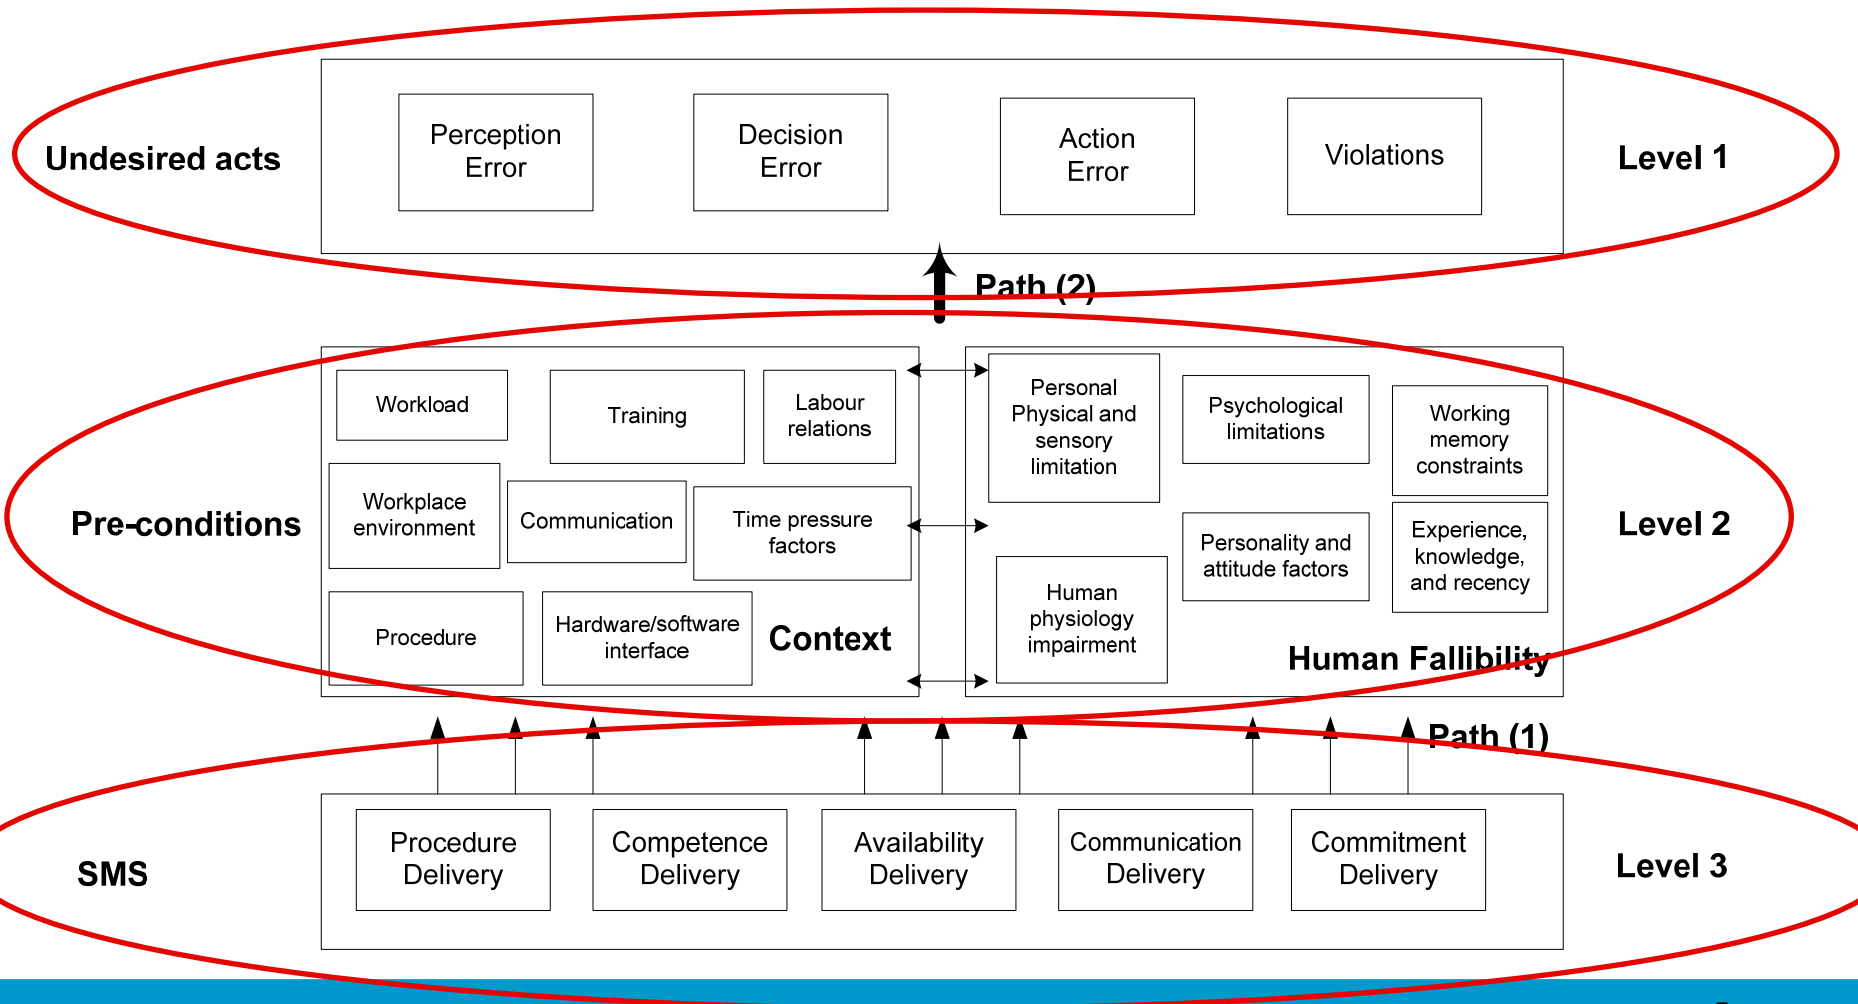 Undesired acts
Perception
Error
Decision
Error
Action
Error
Violations
Level 1
Path (2)
Pre-conditions
Workload
Training
Labour
relations
Workplace
environment
Communication
Time pressure
factors
Procedure
Hardware/software
interface
Context
Personal
Physical and
sensory
limitation
Psychological
limitations
Working
memory
constraints
Human
physiology
impairment
Personality and
attitude factors
Experience,
knowledge,
and recency
Human Fallibility
Level 2
Path (1)
SMS
Procedure
Delivery
Competence
Delivery
Availability
Delivery
Communication
Delivery
Commitment
Delivery
Level 3